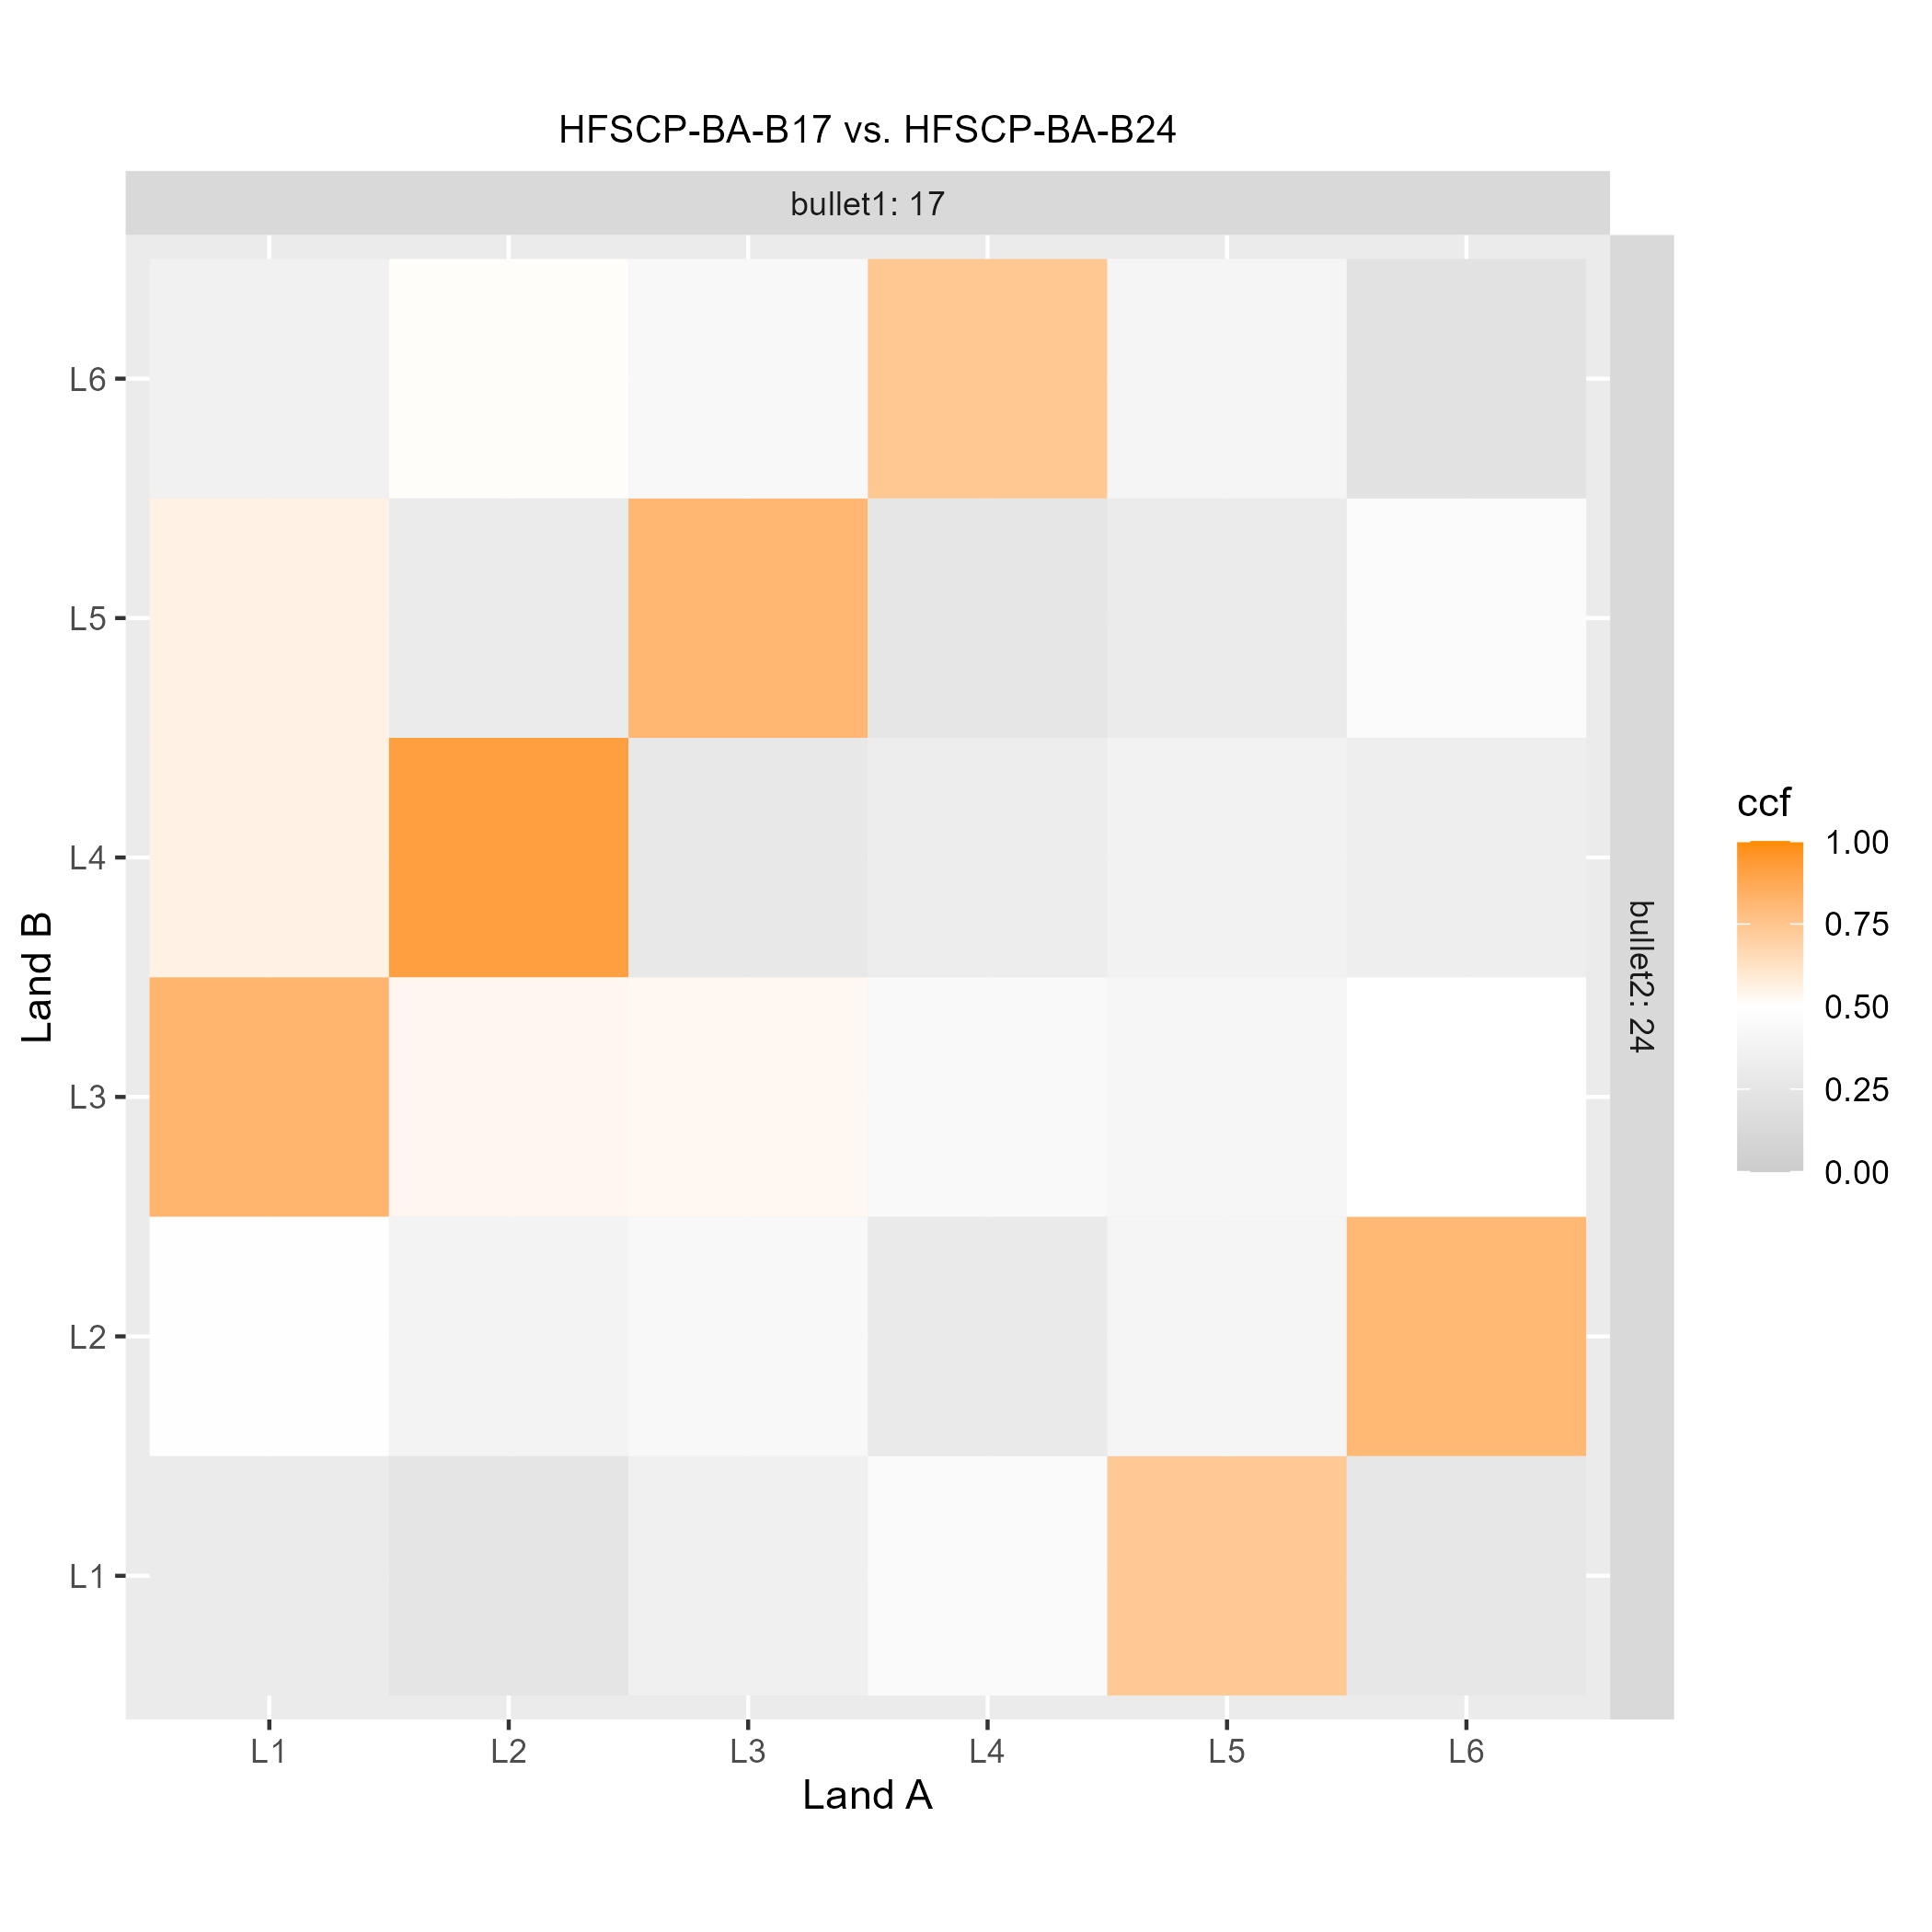 HFSCP-BA-B17 vs. HFSCP-BA-B24
bullet1: 17
L6
L5
L4
L3
L2
L1
Land B
bullet2: 24
ccf
1.00
0.75
0.50
0.25
0.00
L1 L2 L3 L4 L5 L6
Land A